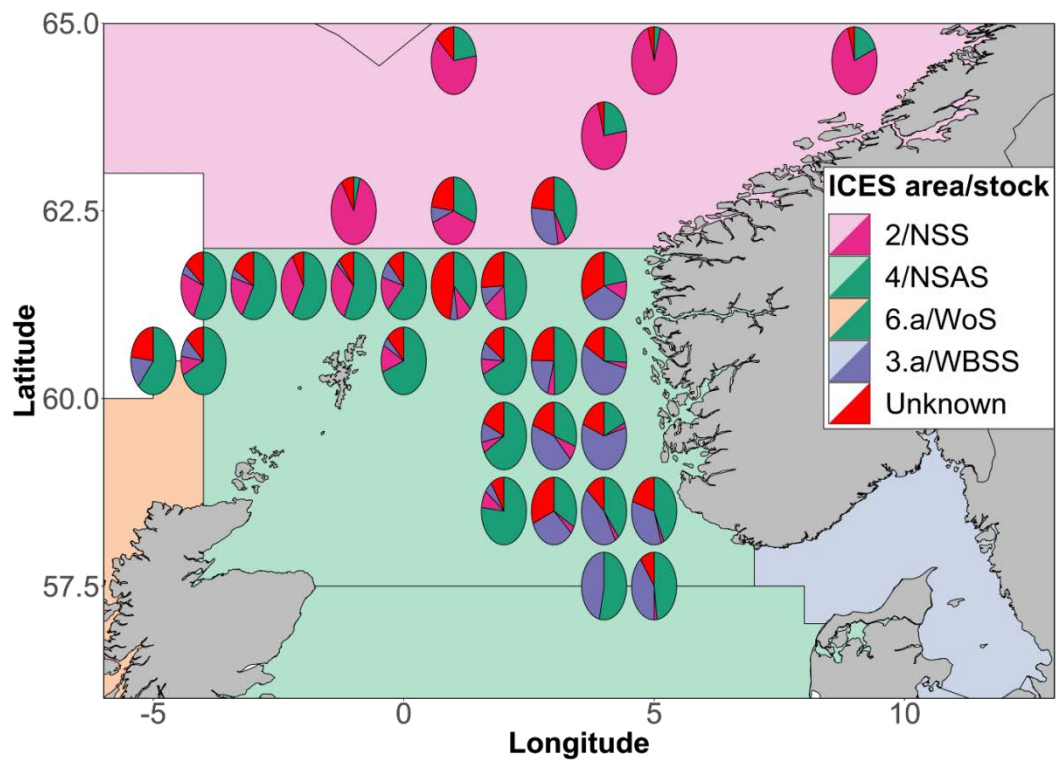 65.0
62.5
60.0
57.5
Latitude
-5
0
5
10
Longitude
ICES area/stock
2/NSS
4/NSAS
6.a/WoS
3.a/WBSS
Unknown